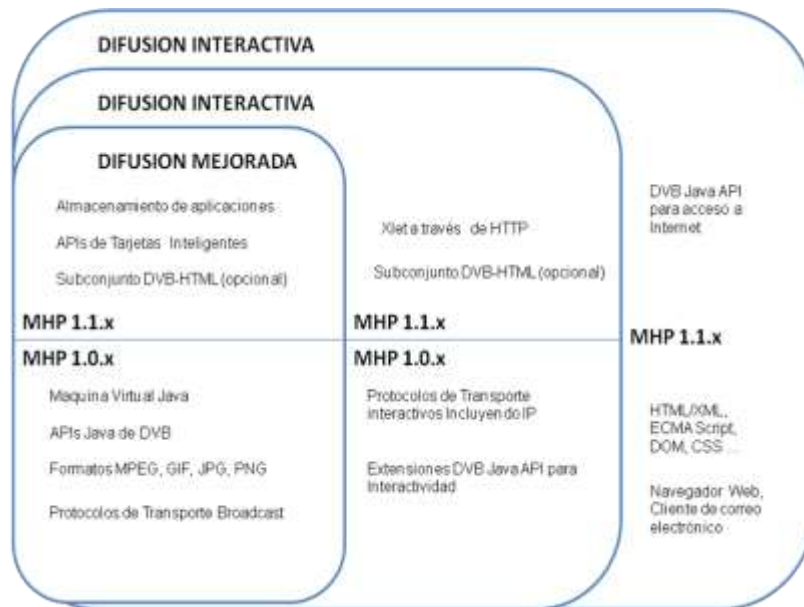 DIFUSION INTERACTIVA
DIFUSION INTERACTIVA
DIFUSION MEJORADA
Almacenamiento de aplicaciones
APIs de Tarjetas Inteligentes
Subconjunto DVB-HTML (opcional)
MHP 1.1.x
MHP 1.0.x
Maquina Virtual Java
APIs Java de DVB
Formatos MPEG, GIF, JPG, PNG
Protocolos de Transporte Broadcast
Xlet a través de HTTP
Subconjunto DVB-HTML (opcional)
MHP 1.1.x
MHP 1.0.x
Protocolos de Transporte
interactivos Incluyendo IP
Extensiones DVB Java API para
Interactividad
DVB Java API
para acceso a
Internet
MHP 1.1.x
HTML/XML,
ECMA Script,
DOM, CSS ...
Navegador Web,
Cliente de correo
electrónico